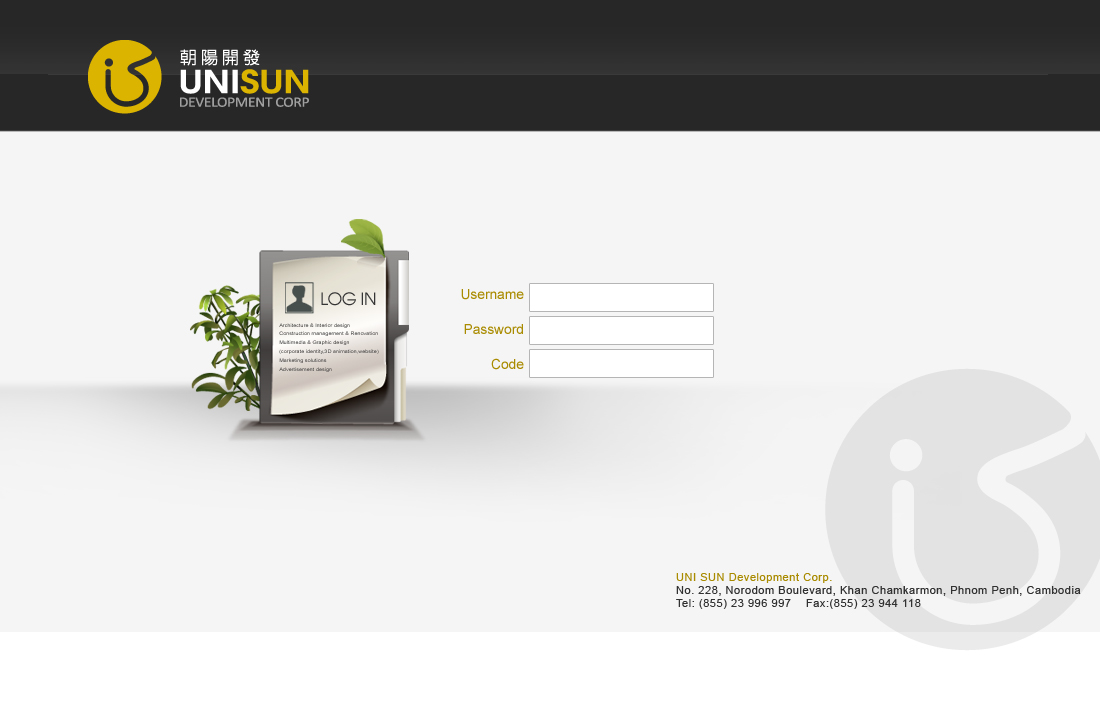 朝陽開發
UNISUN
DEVELOPMENT CORP
LOG IN
Architecture & Interior design
Construction management & Renovation
Multimedia & Graphic design
(corporate identity,3D animation,website)
Merketing solutions
Advertisement design
Username
Password
Code
UNI SUN Development Corp.
No. 228, Norodom Boulevard, Khan Chamkarmon, Phnom Penh, Cambodia
Tel: (855) 23 996 997 Fax:(855) 23 944 118